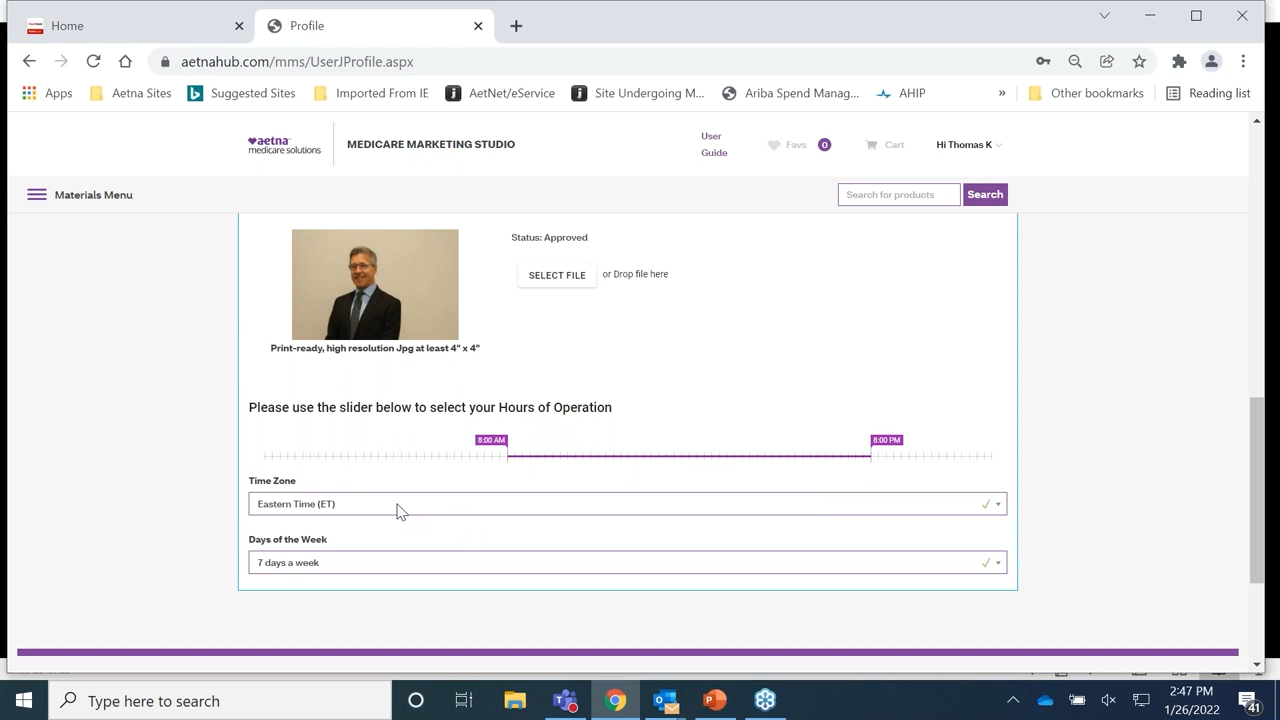 Home
Profile
aetnahub.com/mms/UserJProfile.aspx
Apps
Aetna Sites
Suggested Sites
Imported From IE
AetNet/eService
Site Undergoing M...
Ariba Spend Manag...
AHIP
»
Other bookmarks
Reading list
aetna
medicare solutions
MEDICARE MARKETING STUDIO
User
Guide
Favs
0
Cart
Hi Thomas K
Materials Menu
Search for products
Search
Status: Approved
SELECT FILE
or Drop file here
Print-ready, high resolution Jpg at least 4" x 4"
Please use the slider below to select your Hours of Operation
8:00 AM
8:00 PM
Time Zone
Eastern Time (ET)
Days of the Week
7 days a week
Type here to search
2:47 PM
1/26/2022
41